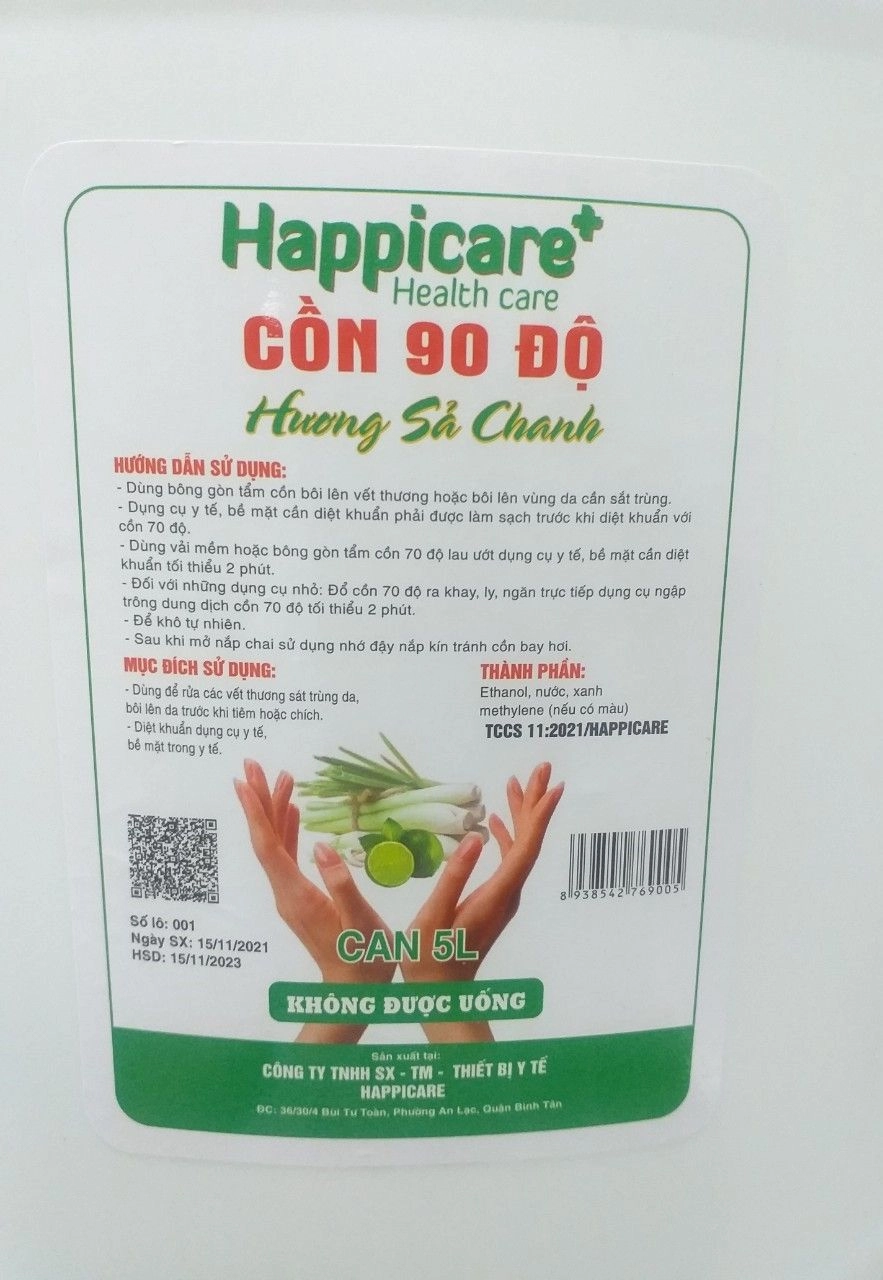 Happicare+
Health care
CỒN 90 ĐỘ
Hương Sả Chanh
HƯỚNG DẪN SỬ DỤNG:
- Dùng bông gòn tẩm cồn bôi lên vết thương hoặc bôi lên vùng da cần sắt trùng.
- Dụng cụ y tế, bề mặt cần diệt khuẩn phải được làm sạch trước khi diệt khuẩn với
cồn 70 độ.
- Dùng vải mềm hoặc bông gòn tẩm cồn 70 độ lau ướt dụng cụ y tế, bề mặt cần diệt
khuẩn tối thiểu 2 phút.
- Đối với những dụng cụ nhỏ: Đổ cồn 70 độ ra khay, ly, ngăn trực tiếp dụng cụ ngập
trông dung dịch cồn 70 độ tối thiểu 2 phút.
- Để khô tự nhiên.
- Sau khi mở nắp chai sử dụng nhớ đậy nắp kín tránh cồn bay hơi.
MỤC ĐÍCH SỬ DỤNG:
- Dùng để rửa các vết thương sát trùng da,
bôi lên da trước khi tiêm hoặc chích.
- Diệt khuẩn dụng cụ y tế,
bề mặt trong y tế.
THÀNH PHẦN:
Ethanol, nước, xanh
methylene (nếu có màu)
TCCS 11:2021/HAPPICARE
8 938542 769005
Số lô: 001
Ngày SX: 15/11/2021
HSD: 15/11/2023
CAN 5L
KHÔNG ĐƯỢC UỐNG
Sản xuất tại:
CÔNG TY TNHH SX - TM - THIẾT BỊ Y TẾ
HAPPICARE
ĐC: 36/30/4 Bùi Tư Toàn, Phường An Lạc, Quận Bình Tân